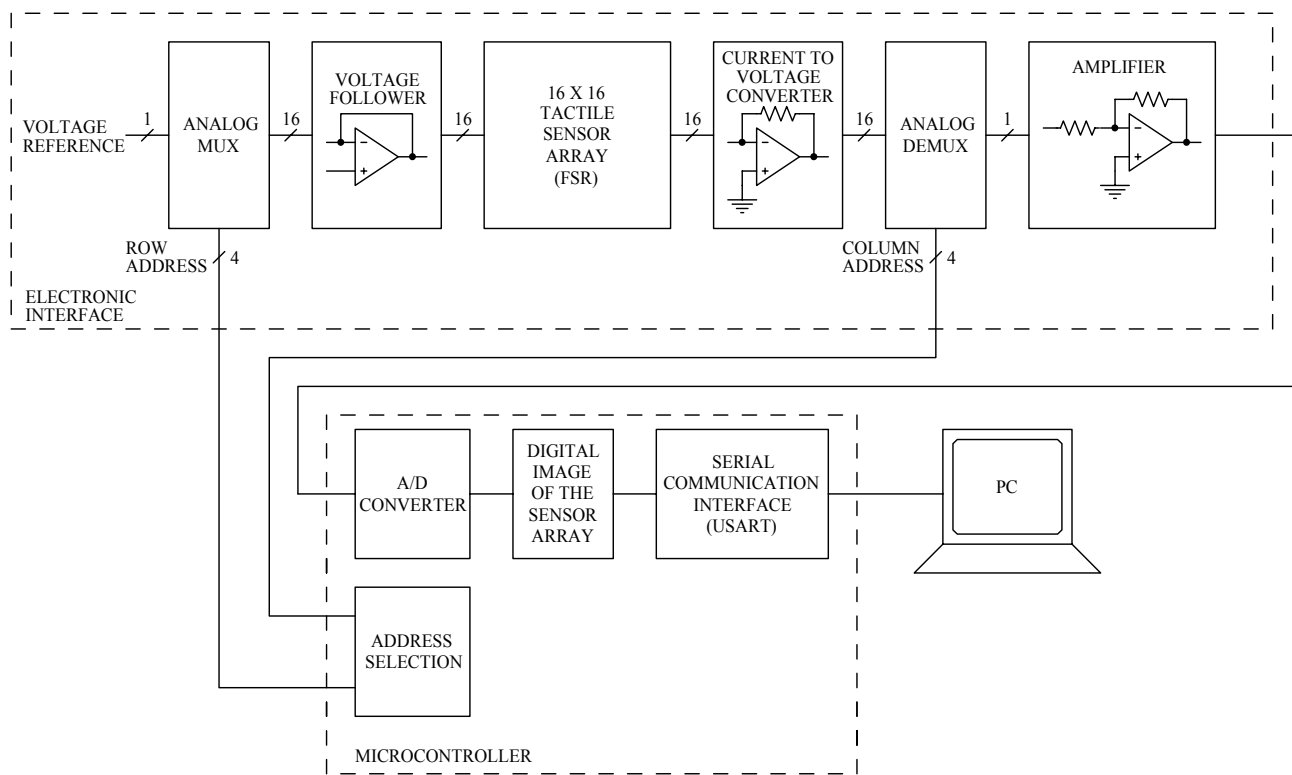 VOLTAGE
REFERENCE
1
ANALOG
MUX
16
VOLTAGE
FOLLOWER
-
+
16
16 X 16
TACTILE
SENSOR
ARRAY
(FSR)
16
CURRENT TO
VOLTAGE
CONVERTER
-
+
16
ANALOG
DEMUX
1
AMPLIFIER
-
+
ROW
ADDRESS
4
COLUMN
ADDRESS
4
ELECTRONIC
INTERFACE
A/D
CONVERTER
DIGITAL
IMAGE
OF THE
SENSOR
ARRAY
SERIAL
COMMUNICATION
INTERFACE
(USART)
PC
ADDRESS
SELECTION
MICROCONTROLLER